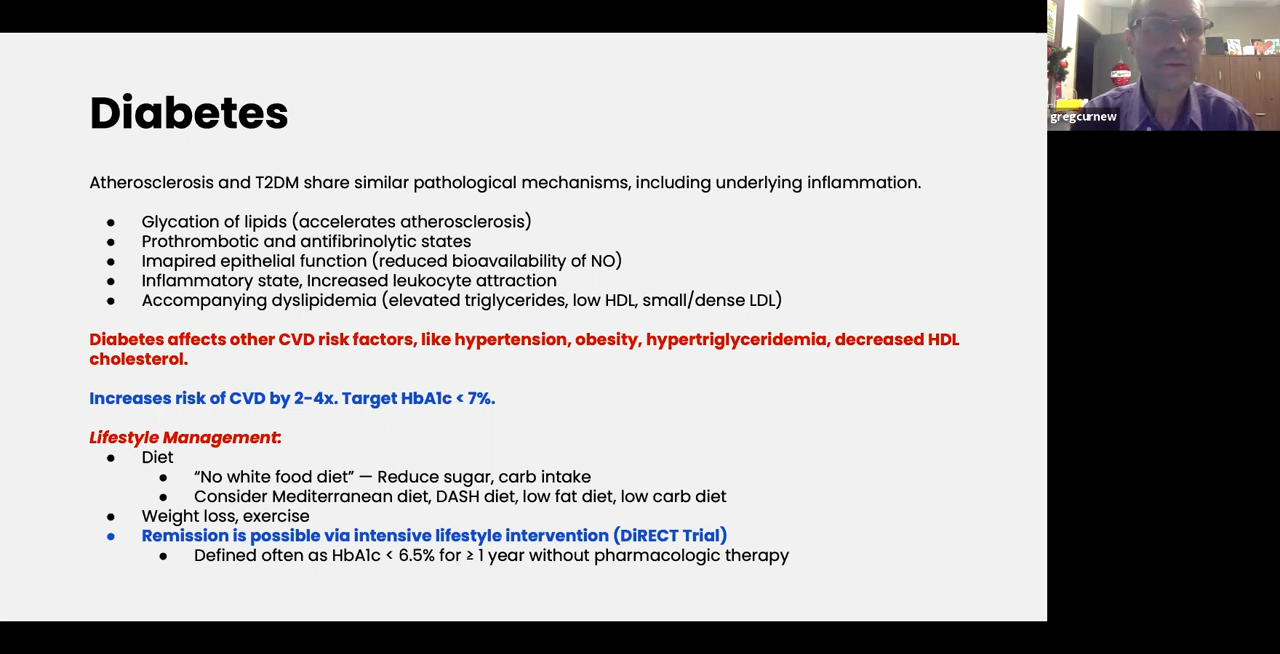 Diabetes
Atherosclerosis and T2DM share similar pathological mechanisms, including underlying inflammation.
● Glycation of lipids (accelerates atherosclerosis)
● Prothrombotic and antifibrinolytic states
● Imapired epithelial function (reduced bioavailability of NO)
● Inflammatory state, Increased leukocyte attraction
● Accompanying dyslipidemia (elevated triglycerides, low HDL, small/dense LDL)
Diabetes affects other CVD risk factors, like hypertension, obesity, hypertriglyceridemia, decreased HDL
cholesterol.
Increases risk of CVD by 2-4x. Target HbA1c < 7%.
Lifestyle Management:
● Diet
● “No white food diet” — Reduce sugar, carb intake
● Consider Mediterranean diet, DASH diet, low fat diet, low carb diet
● Weight loss, exercise
● Remission is possible via intensive lifestyle intervention (DiRECT Trial)
● Defined often as HbA1c < 6.5% for ≥ 1 year without pharmacologic therapy
gregcurnew